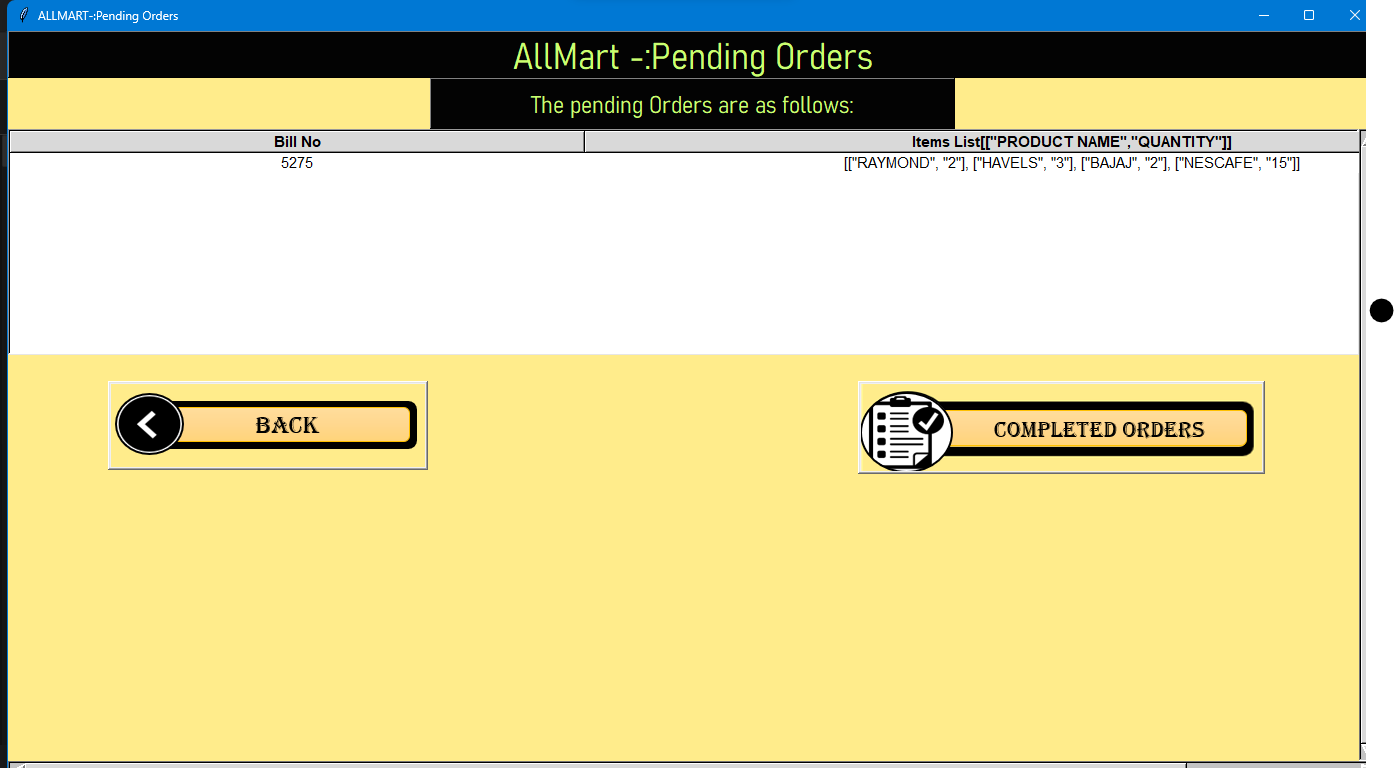 ALLMART-:Pending Orders
AllMart -:Pending Orders
The pending Orders are as follows:
Bill No Items List[["PRODUCT NAME","QUANTITY"]]
5275 [["RAYMOND", "2"], ["HAVELS", "3"], ["BAJAJ", "2"], ["NESCAFE", "15"]]
BACK COMPLETED ORDERS